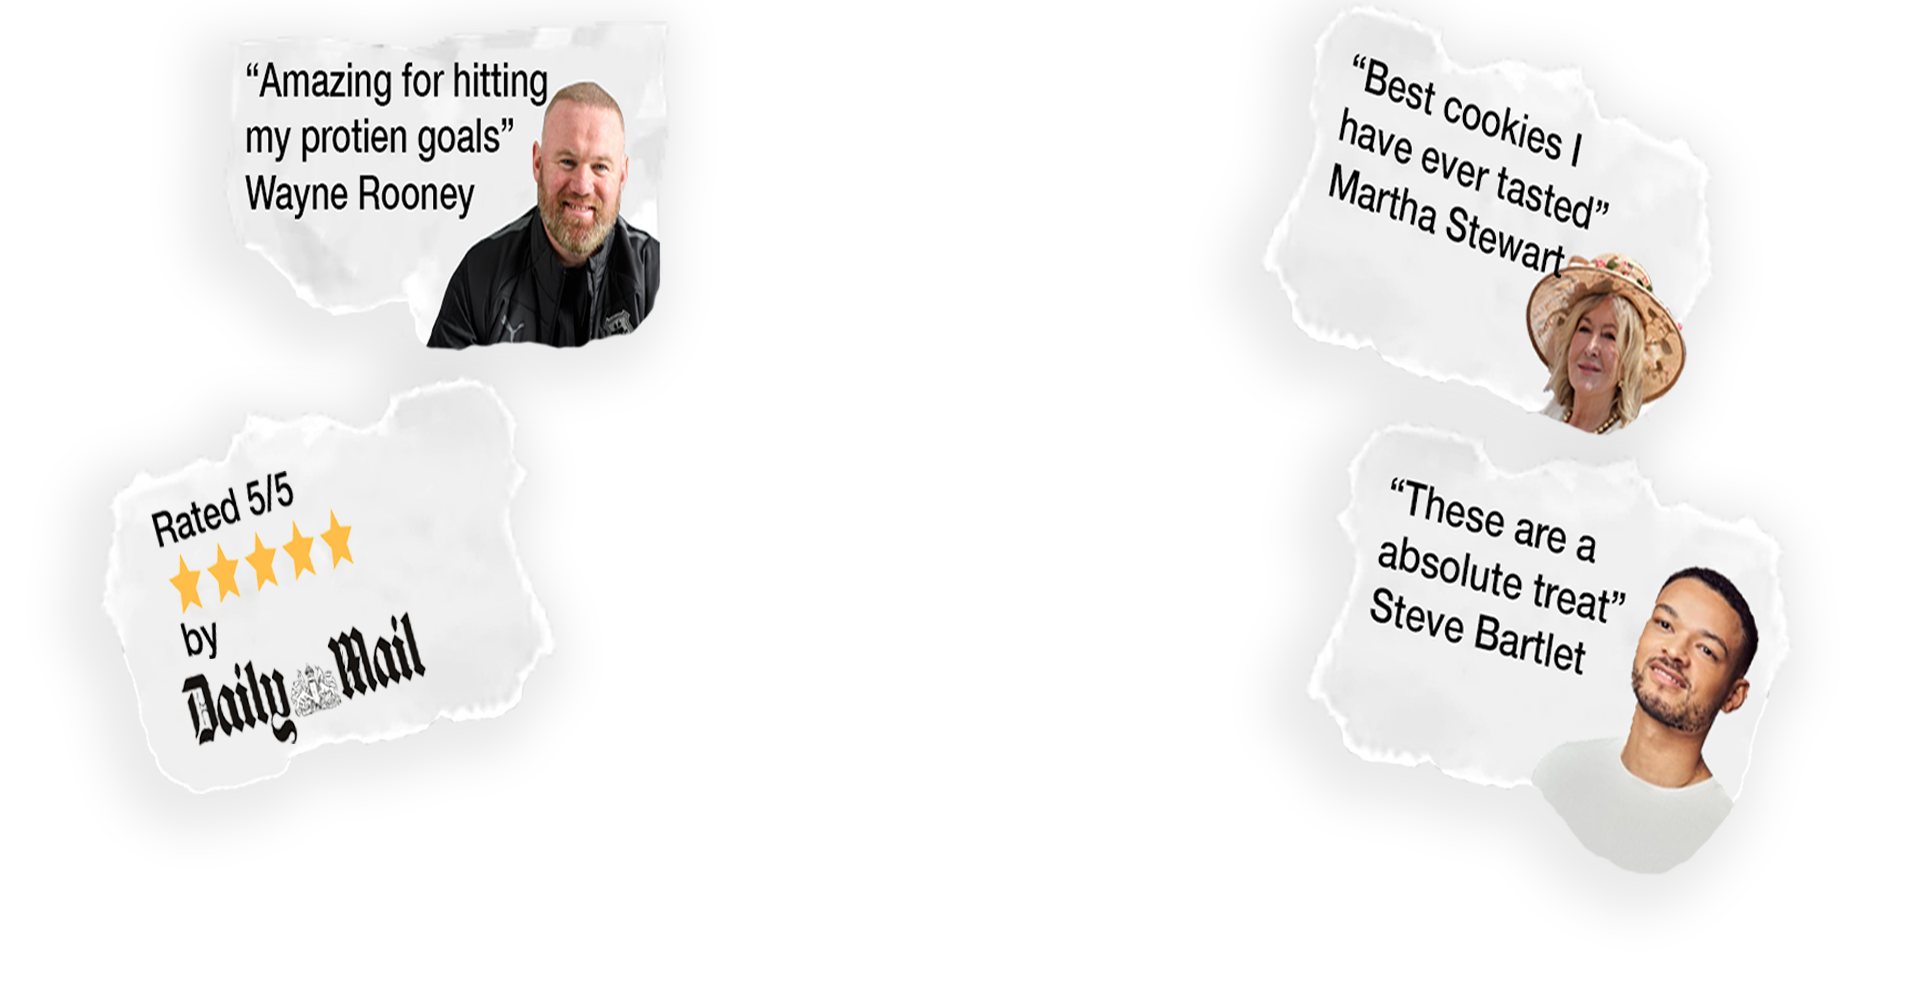 “Amazing for hitting
my protien goals”
Wayne Rooney
Rated 5/5
by
Daily Mail
“Best cookies I
have ever tasted”
Martha Stewart
“These are a
absolute treat”
Steve Bartlet